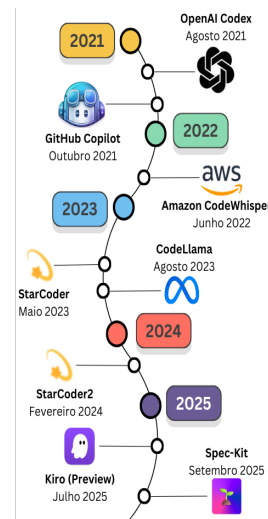 OpenAI Codex
Agosto 2021
2021
GitHub Copilot
Outubro 2021
2022
aws
Amazon CodeWhispe
Junho 2022
2023
CodeLlama
Agosto 2023
StarCoder
Maio 2023
2024
StarCoder2
Fevereiro 2024
2025
Kiro (Preview)
Julho 2025
Spec-Kit
Setembro 2025